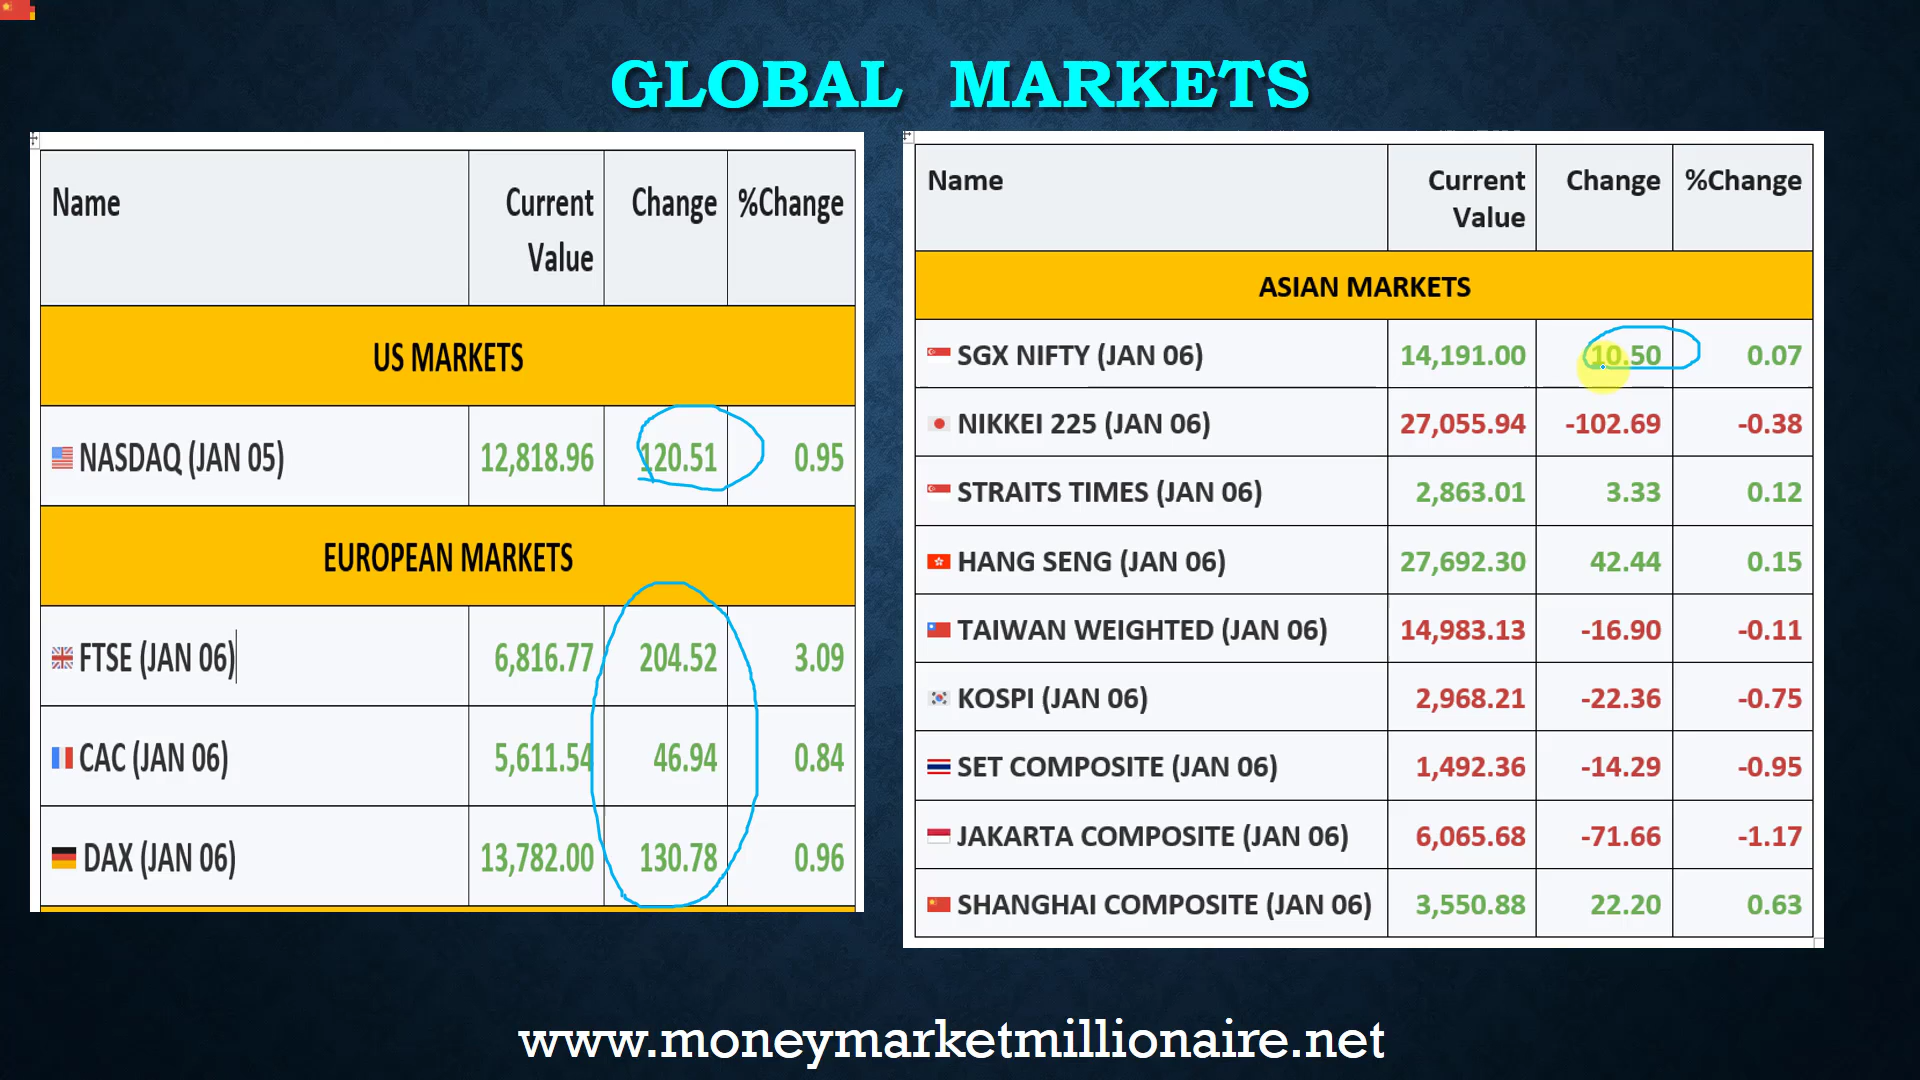 GLOBAL MARKETS
Name Current Value Change %Change
US MARKETS
NASDAQ (JAN 05) 12,818.96 120.51 0.95
EUROPEAN MARKETS
FTSE (JAN 06) 6,816.77 204.52 3.09
CAC (JAN 06) 5,611.54 46.94 0.84
DAX (JAN 06) 13,782.00 130.78 0.96
Name Current Value Change %Change
ASIAN MARKETS
SGX NIFTY (JAN 06) 14,191.00 10.50 0.07
NIKKEI 225 (JAN 06) 27,055.94 -102.69 -0.38
STRAITS TIMES (JAN 06) 2,863.01 3.33 0.12
HANG SENG (JAN 06) 27,692.30 42.44 0.15
TAIWAN WEIGHTED (JAN 06) 14,983.13 -16.90 -0.11
KOSPI (JAN 06) 2,968.21 -22.36 -0.75
SET COMPOSITE (JAN 06) 1,492.36 -14.29 -0.95
JAKARTA COMPOSITE (JAN 06) 6,065.68 -71.66 -1.17
SHANGHAI COMPOSITE (JAN 06) 3,550.88 22.20 0.63
www.moneymarketmillionaire.net